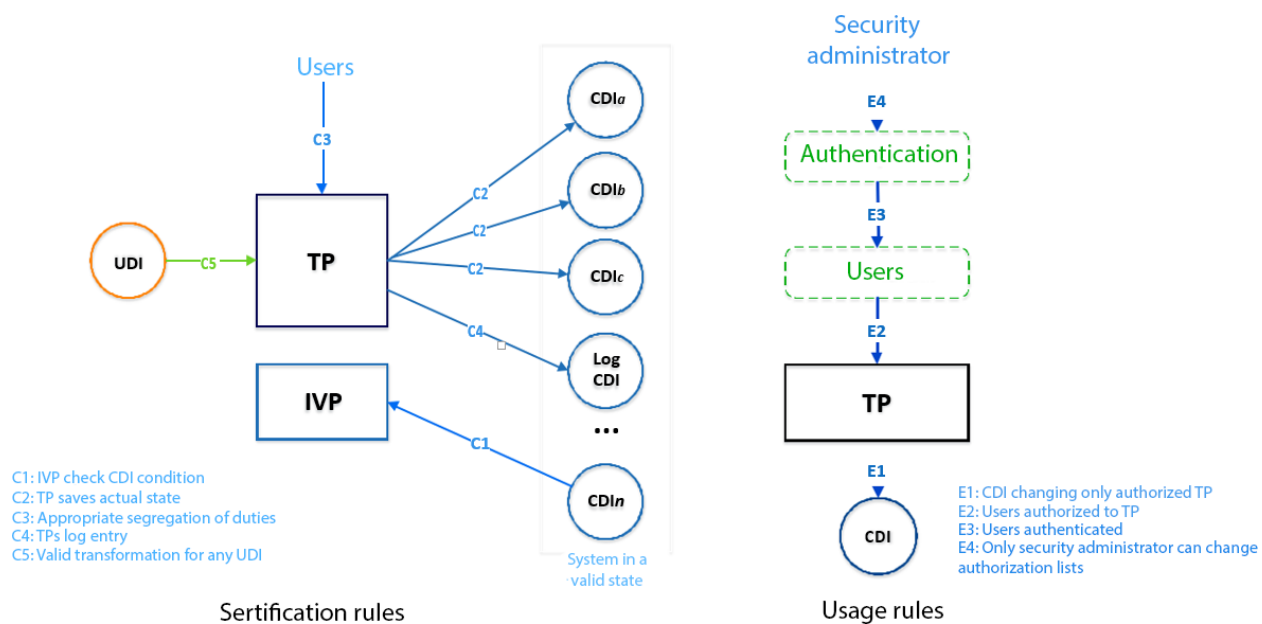 Users
C3
UDI
C5
TP
C2
C2
C2
C4
CDIa
CDIb
CDIc
Log
CDI
...
IVP
C1
CDIn
System in a
valid state
C1: IVP check CDI condition
C2: TP saves actual state
C3: Appropriate segregation of duties
C4: TPs log entry
C5: Valid transformation for any UDI
Sertification rules
Security
administrator
E4
Authentication
E3
Users
E2
TP
E1
CDI
E1: CDI changing only authorized TP
E2: Users authorized to TP
E3: Users authenticated
E4: Only security administrator can change
authorization lists
Usage rules